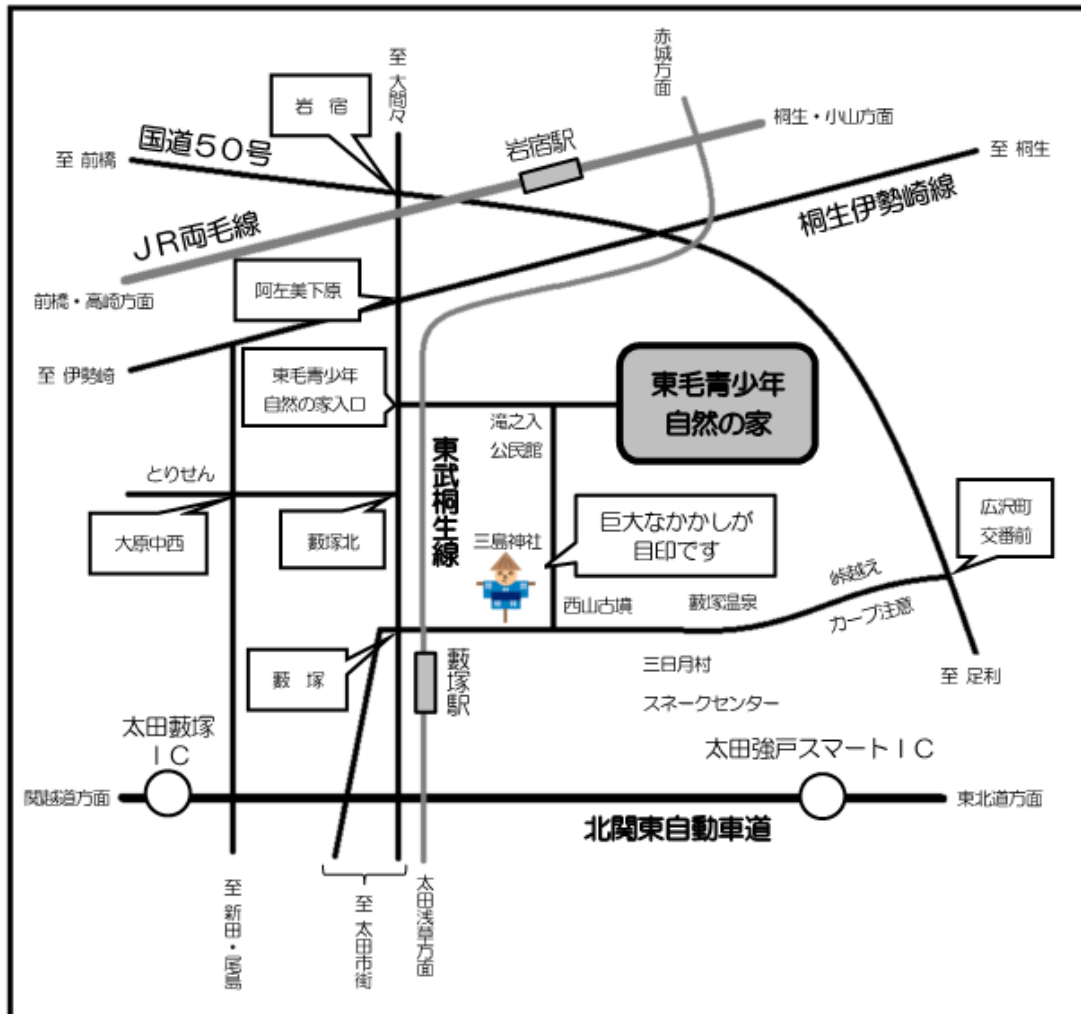 至 大間々
赤城方面
岩 宿
桐生・小山方面
国道50号
岩宿駅
至 前橋
至 桐生
桐生伊勢崎線
JR両毛線
阿左美下原
前橋・高崎方面
至 伊勢崎
東毛青少年
自然の家入口
東毛青少年
自然の家
滝之入
公民館
東武桐生線
とりせん
大原中西
藪塚北
三島神社
巨大なかかしが
目印です
広沢町
交番前
峠越え
カーブ注意
西山古墳
藪塚温泉
藪 塚
藪塚駅
三日月村
スネークセンター
至 足利
太田藪塚
IC
太田強戸スマートIC
関越道方面
東北道方面
北関東自動車道
至 新田・尾島
至 太田市街
太田浅草方面